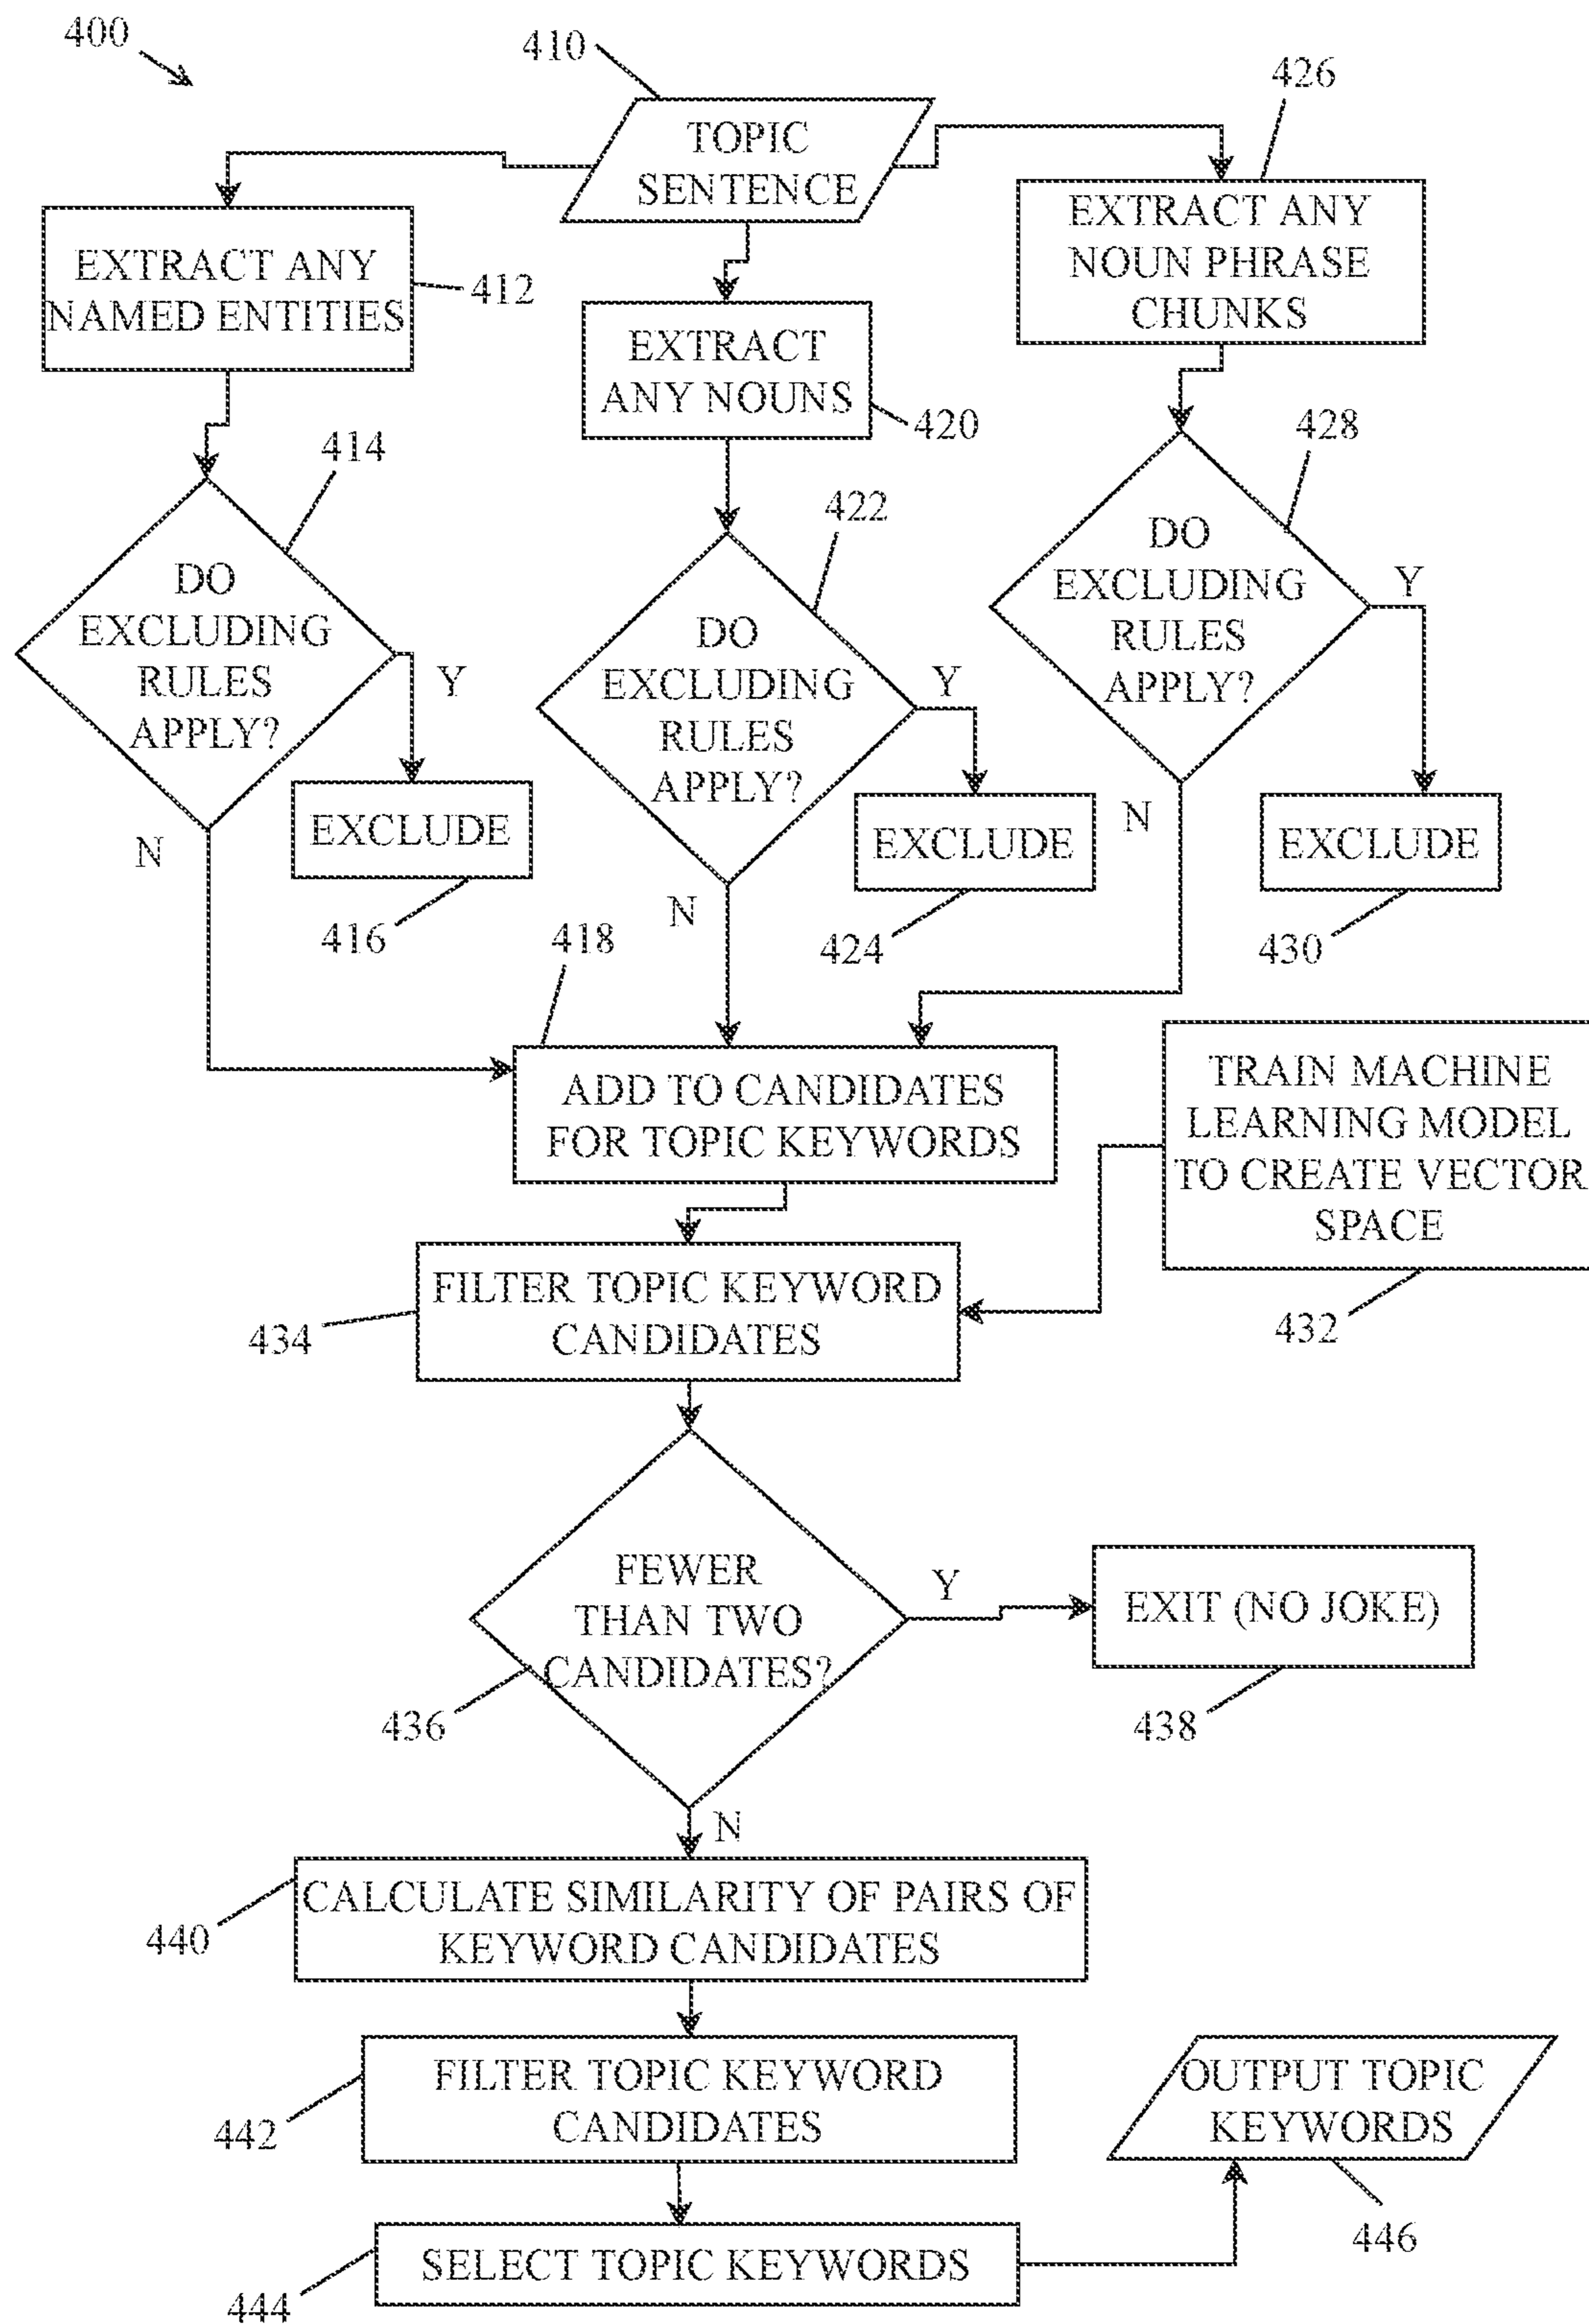 400
410
426
TOPIC
SENTENCE
EXTRACT ANY
NOUN PHRASE
CHUNKS
EXTRACT ANY
NAMED ENTITIES
412
EXTRACT
ANY NOUNS
420
414
422
428
DO
EXCLUDING
RULES
APPLY?
Y
N
DO
EXCLUDING
RULES
APPLY?
Y
N
DO
EXCLUDING
RULES
APPLY?
Y
N
EXCLUDE
416
EXCLUDE
424
EXCLUDE
430
418
ADD TO CANDIDATES
FOR TOPIC KEYWORDS
TRAIN MACHINE
LEARNING MODEL
TO CREATE VECTOR
SPACE
432
FILTER TOPIC KEYWORD
CANDIDATES
434
FEWER
THAN TWO
CANDIDATES?
436
Y
EXIT (NO JOKE)
438
N
CALCULATE SIMILARITY OF PAIRS OF
KEYWORD CANDIDATES
440
FILTER TOPIC KEYWORD
CANDIDATES
442
OUTPUT TOPIC
KEYWORDS
446
SELECT TOPIC KEYWORDS
444